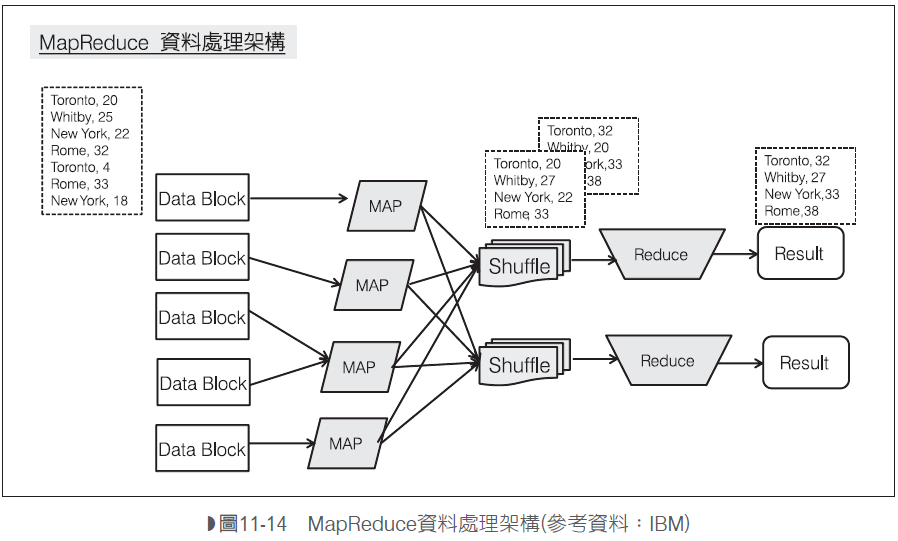 MapReduce 資料處理架構
Toronto, 20
Whitby, 25
New York, 22
Rome, 32
Toronto, 4
Rome, 33
NewYork, 18
Data Block
Data Block
Data Block
Data Block
Data Block
MAP
MAP
MAP
MAP
Toronto, 32
Whitby, 20
ork,33
38
Toronto, 20
Whitby, 27
New York, 22
Rome, 33
Shuffle
Shuffle
Reduce
Reduce
Toronto, 32
Whitby, 27
New York,33
Rome,38
Result
Result
◗圖11-14 MapReduce資料處理架構(參考資料：IBM)